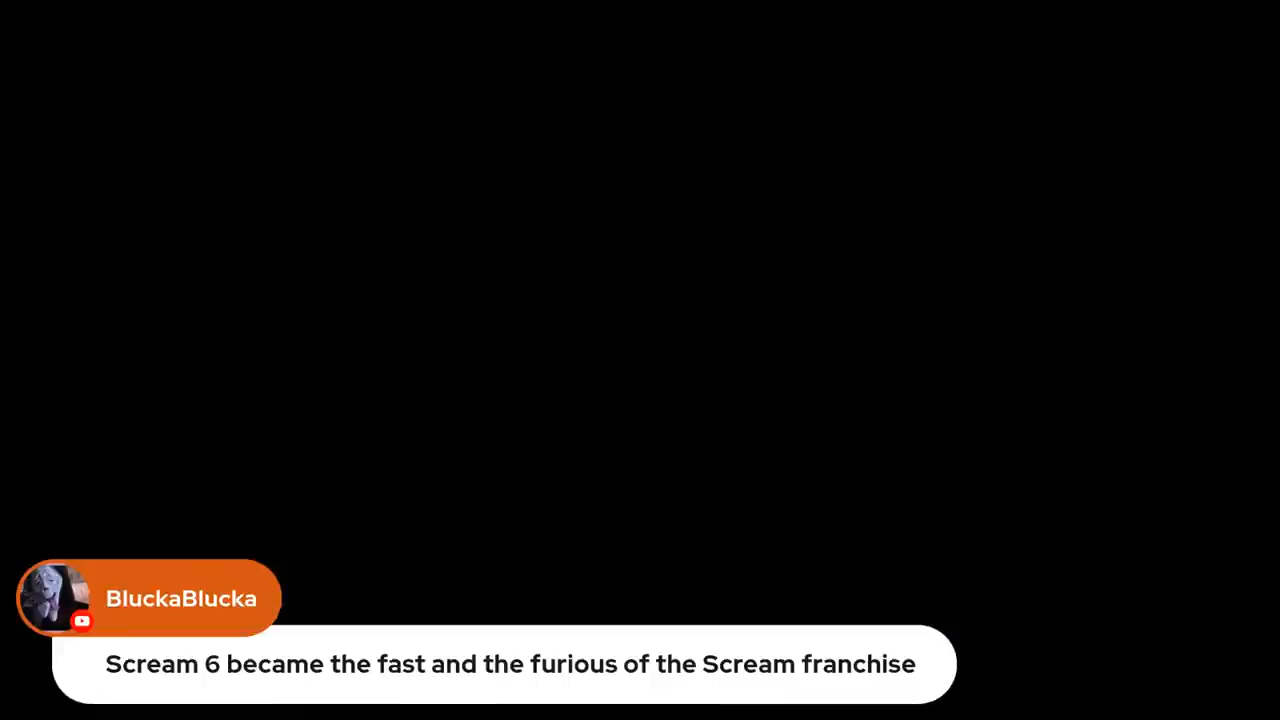 BluckaBlucka
Scream 6 became the fast and the furious of the Scream franchise